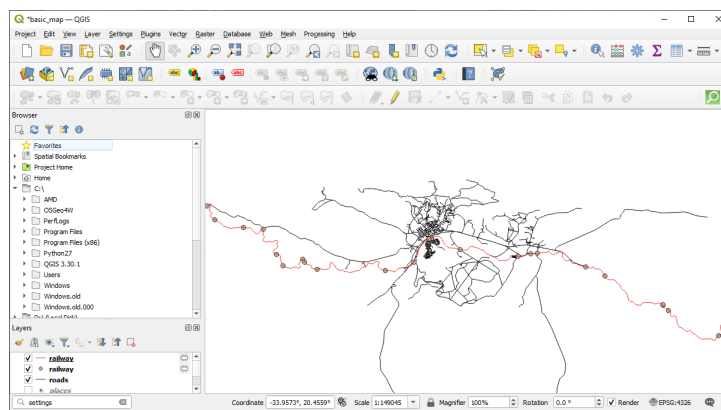 *basic_map — QGIS
Project Edit View Layer Settings Plugins Vector Raster Database Web Mesh Processing Help
Browser
Favorites
Spatial Bookmarks
Project Home
Home
C:\
AMD
OSGeo4W
PerfLogs
Program Files
Program Files (x86)
Python27
QGIS 3.30.1
Users
Windows
Windows.old
Windows.old.000
Layers
railway
railway
roads
places
settings
Coordinate -33.9573°, 20.4559° Scale 1:149045 Magnifier 100% Rotation 0.0 ° Render EPSG:4326